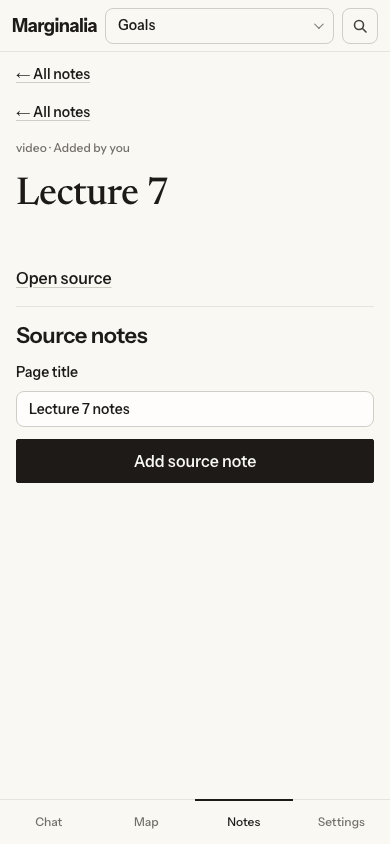 Marginalia
Goals
← All notes
← All notes
video · Added by you
Lecture 7
Open source
Source notes
Page title
Lecture 7 notes
Add source note
Chat
Map
Notes
Settings